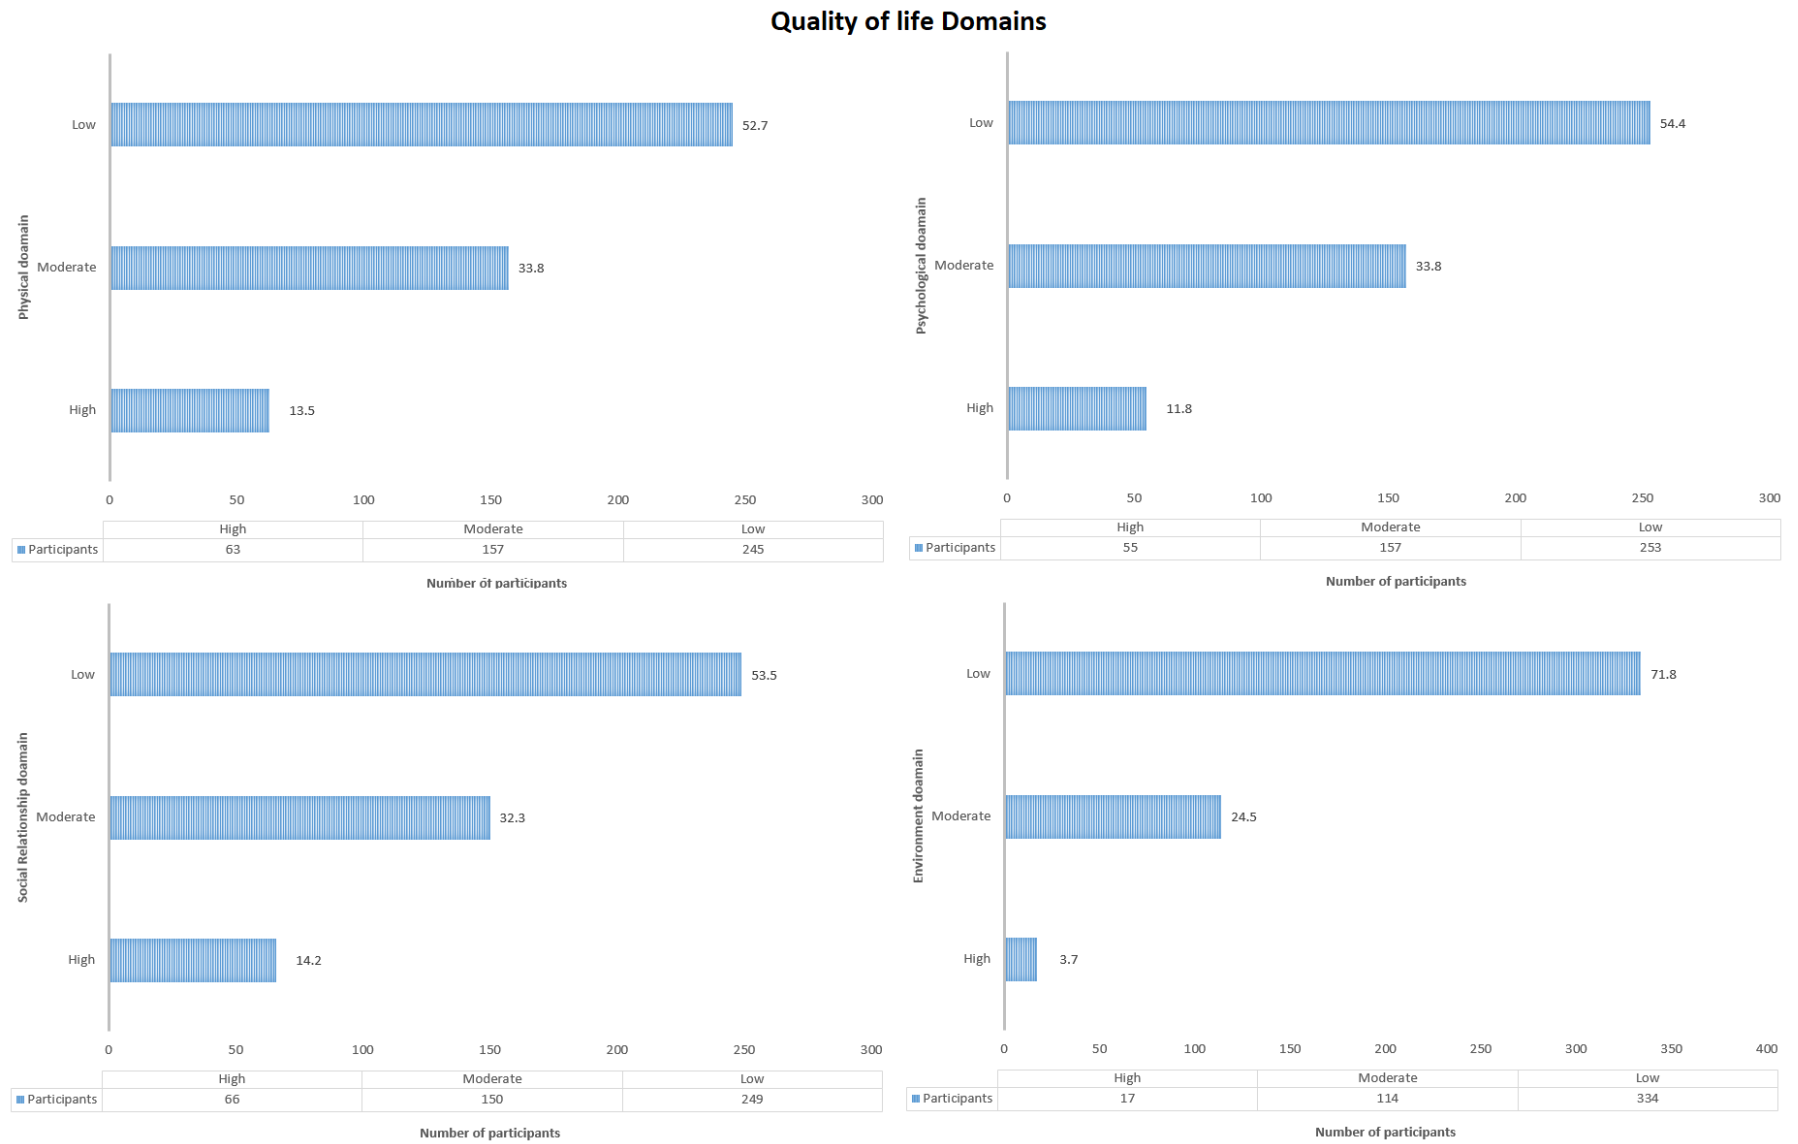 Quality of life Domains
Physical doamain
Low
52.7
Moderate
33.8
High
13.5
0 50 100 150 200 250 300
High Moderate Low
Participants 63 157 245
Number of participants
Psychological doamain
Low
54.4
Moderate
33.8
High
11.8
0 50 100 150 200 250 300
High Moderate Low
Participants 55 157 253
Number of participants
Social Relationship doamain
Low
53.5
Moderate
32.3
High
14.2
0 50 100 150 200 250 300
High Moderate Low
Participants 66 150 249
Number of participants
Environment doamain
Low
71.8
Moderate
24.5
High
3.7
0 50 100 150 200 250 300 350 400
High Moderate Low
Participants 17 114 334
Number of participants